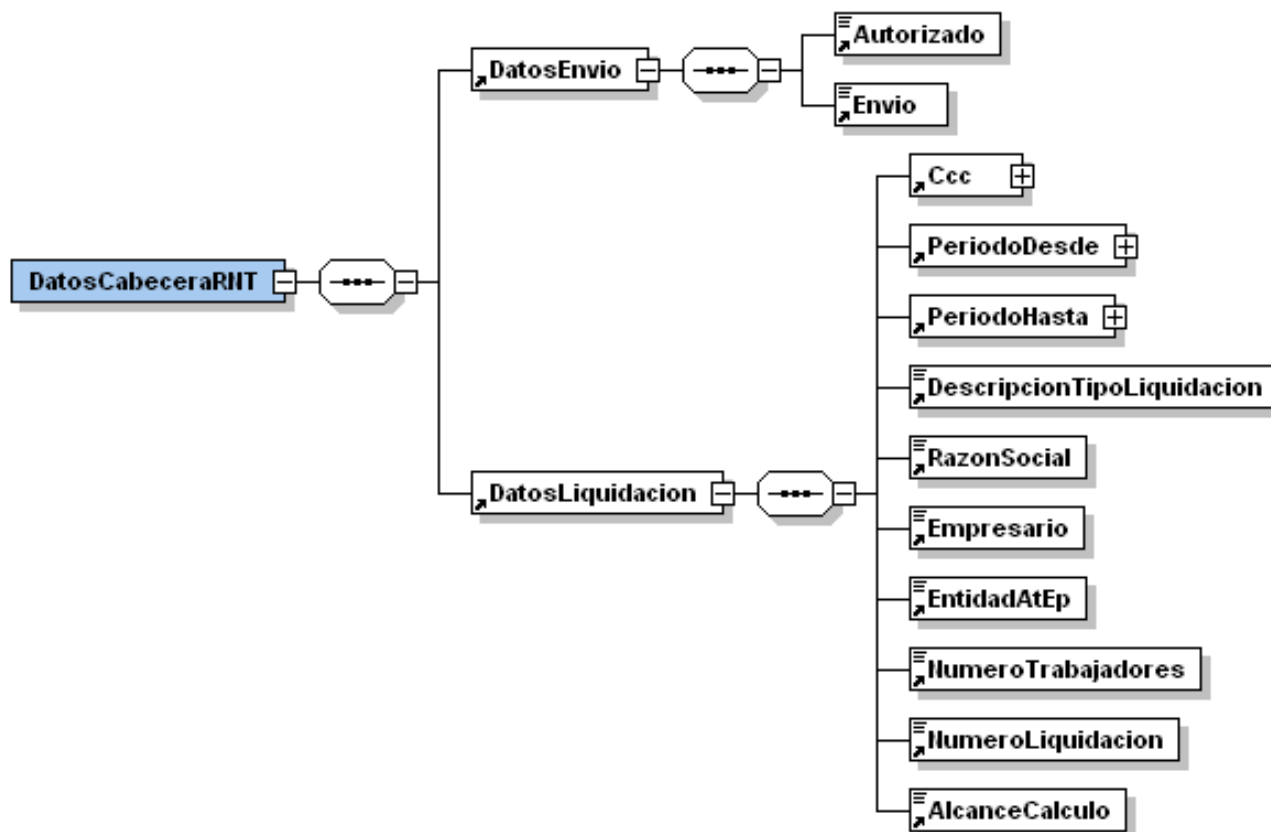 Autorizado
DatosEnvio
Envio
Ccc
PeriodoDesde
DatosCabeceraRNT
PeriodoHasta
DescripcionTipoLiquidacion
RazonSocial
DatosLiquidacion
Empresario
EntidadAtEp
NumeroTrabajadores
NumeroLiquidacion
AlcanceCalculo